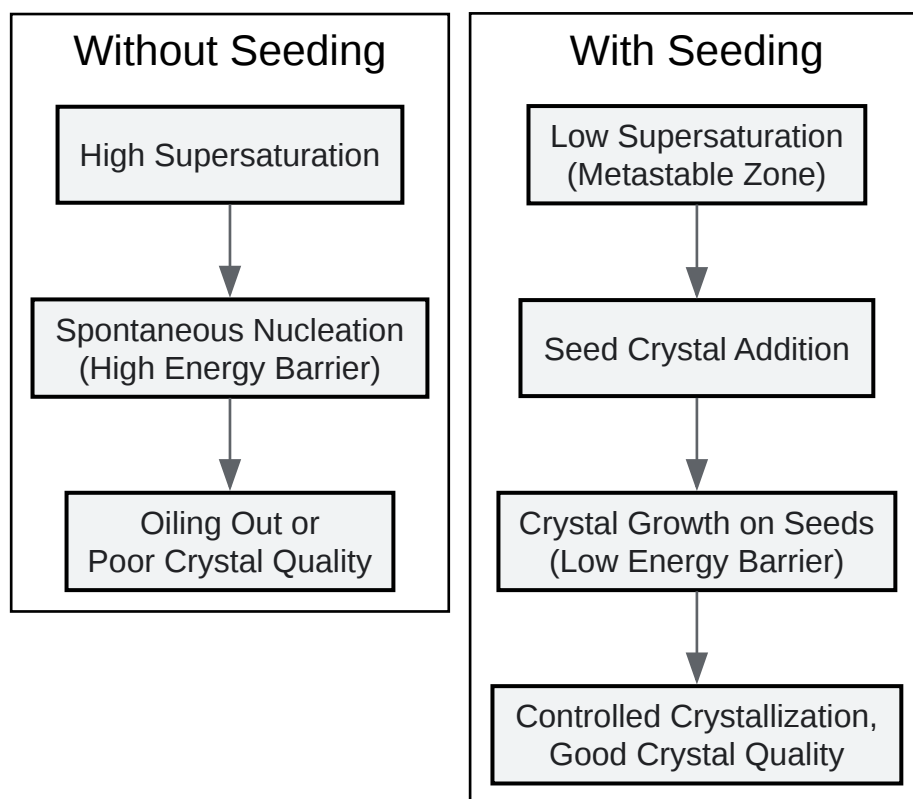 Without Seeding
High Supersaturation
Spontaneous Nucleation
(High Energy Barrier)
Oiling Out or
Poor Crystal Quality
With Seeding
Low Supersaturation
(Metastable Zone)
Seed Crystal Addition
Crystal Growth on Seeds
(Low Energy Barrier)
Controlled Crystallization,
Good Crystal Quality